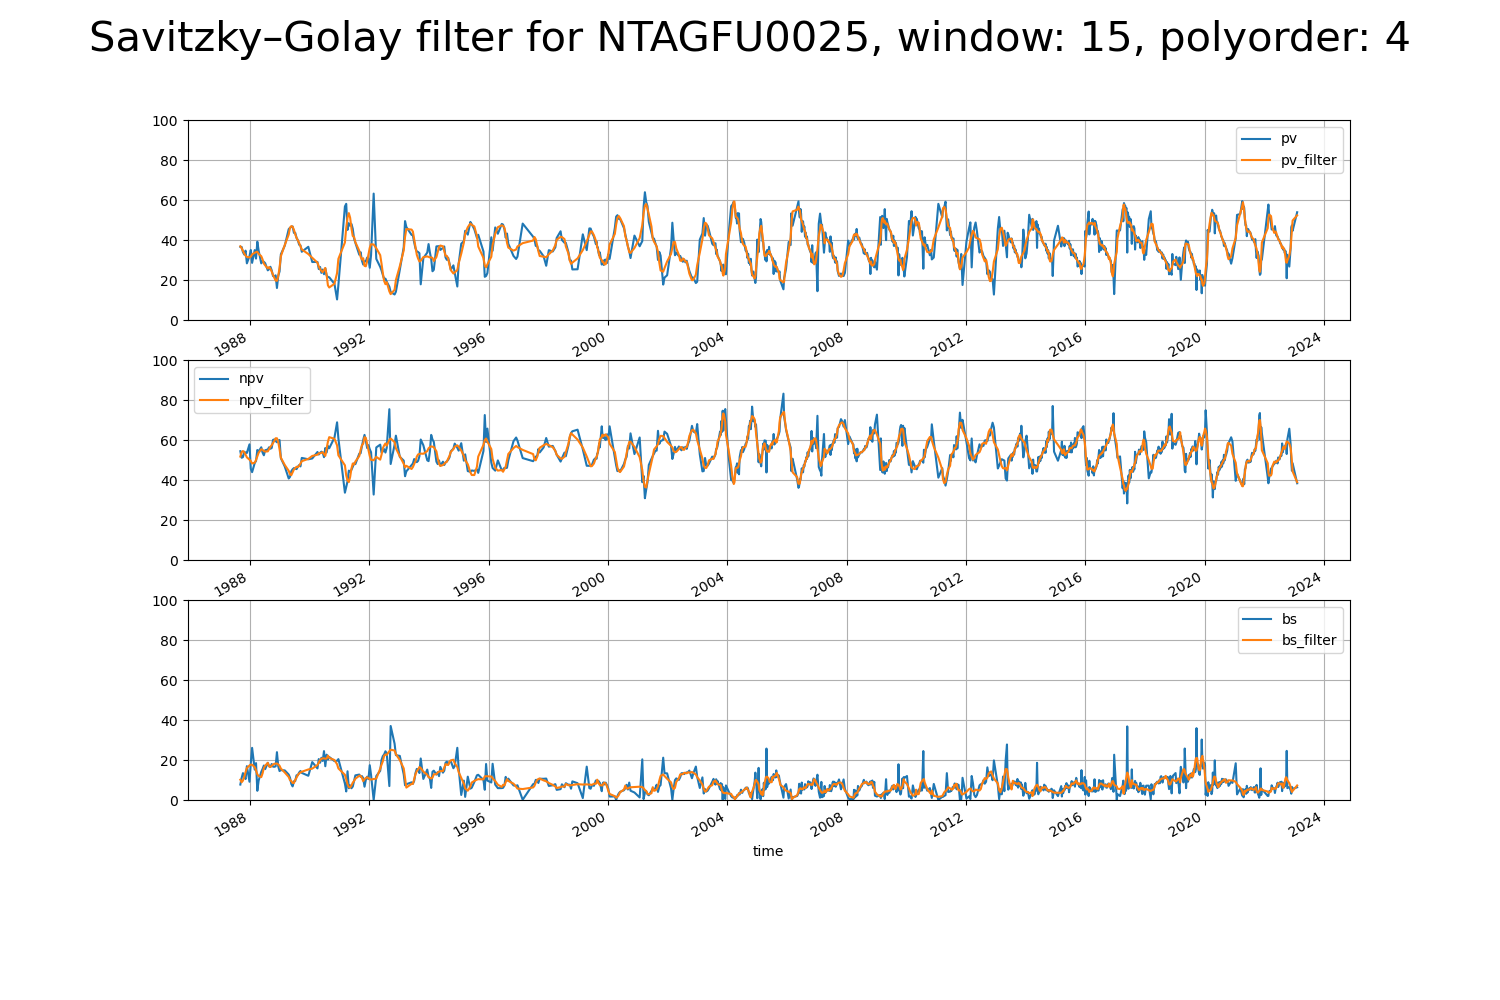 Savitzky–Golay filter for NTAGFU0025, window: 15, polyorder: 4
100
80
60
40
20
0
pv
pv_filter
1988 1992 1996 2000 2004 2008 2012 2016 2020 2024
100
80
60
40
20
0
npv
npv_filter
1988 1992 1996 2000 2004 2008 2012 2016 2020 2024
100
80
60
40
20
0
bs
bs_filter
1988 1992 1996 2000 2004 2008 2012 2016 2020 2024
time